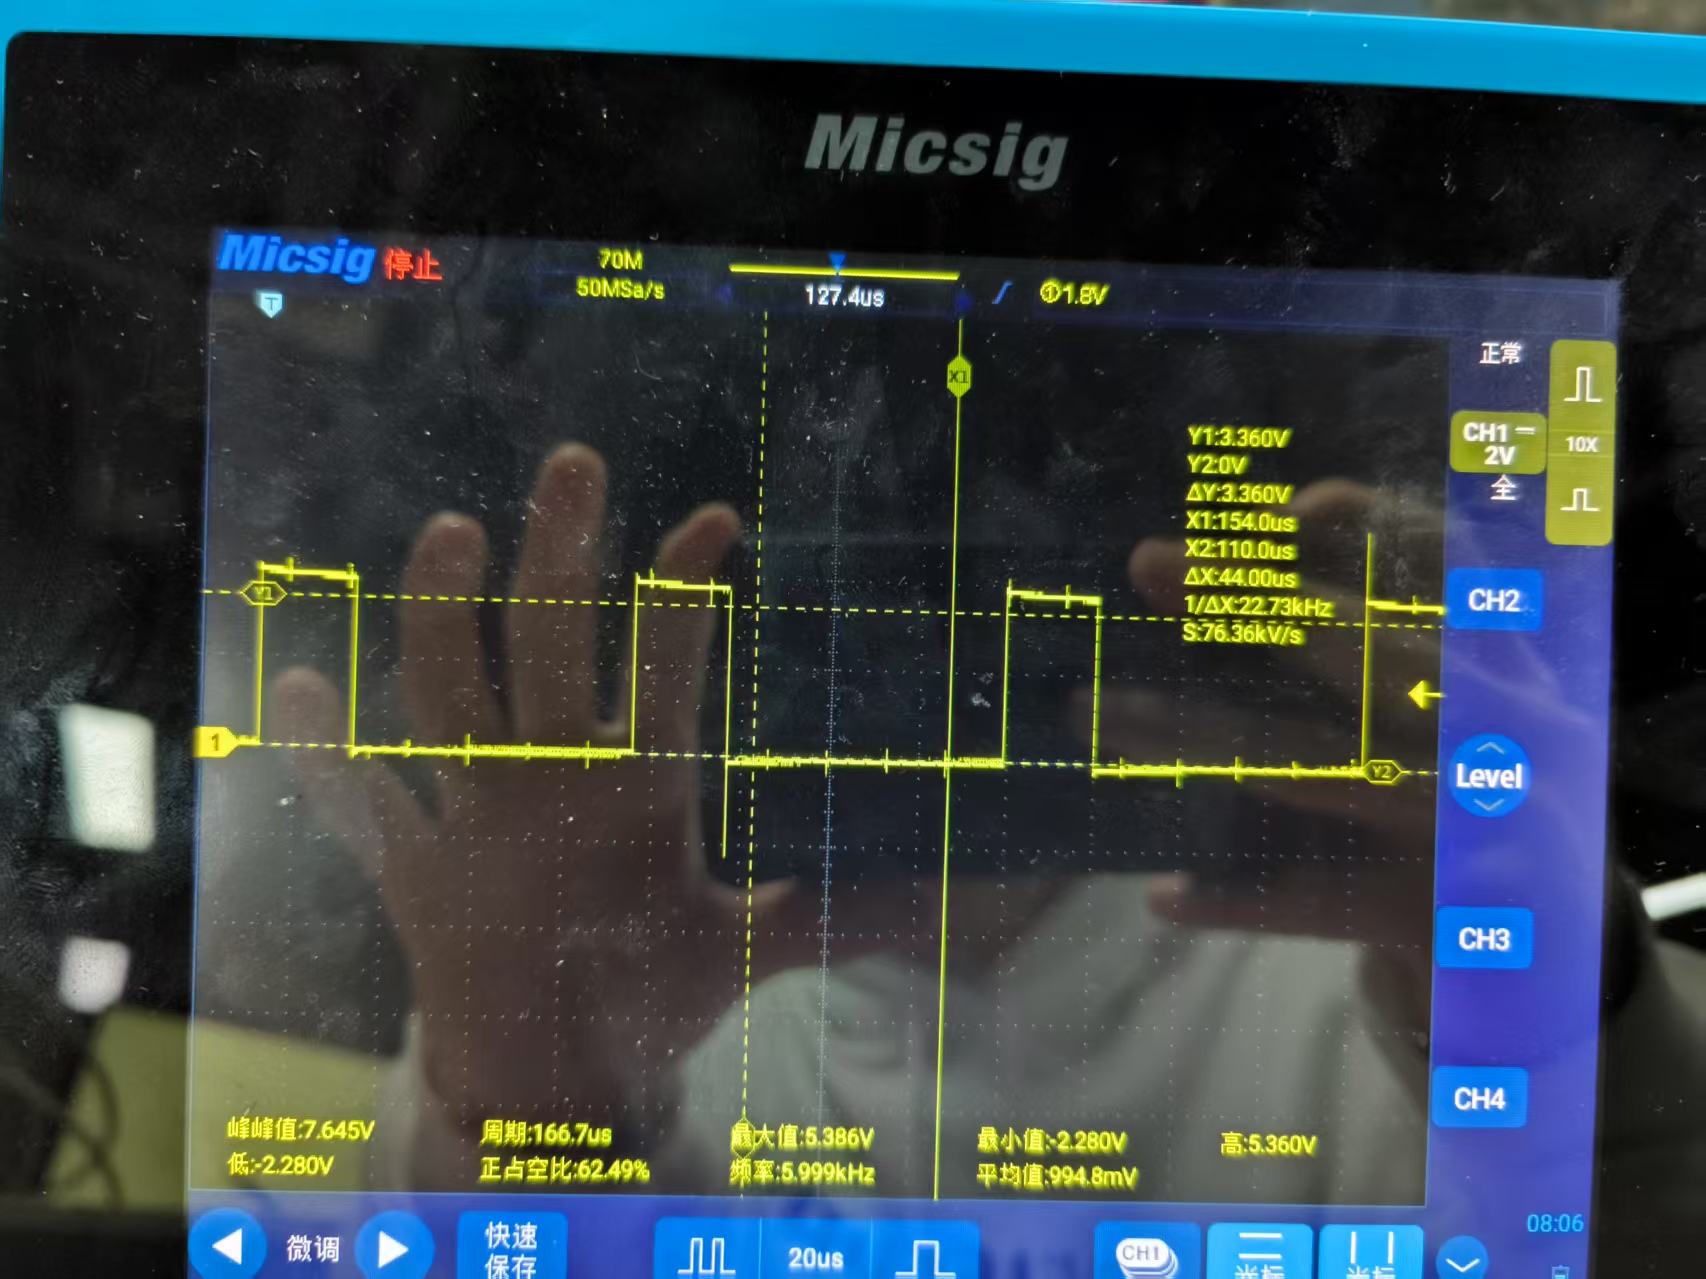 Micsig
Micsig 停止
70M
50MSa/s
127.4us
①1.8V
T
正常
X1
CH1
2V
全
10X
Y1:3.360V
Y2:0V
ΔY:3.360V
X1:154.0us
X2:110.0us
ΔX:44.00us
1/ΔX:22.73kHz
S:76.36kV/s
Y1
CH2
1
Y2
Level
CH3
CH4
峰峰值:7.645V 周期:166.7us 最大值:5.386V 最小值:-2.280V 高:5.360V
低:-2.280V 正占空比:62.49% 频率:5.999kHz 平均值:994.8mV
08:06
微调
快速
保存
20us
CH1
光标
光标